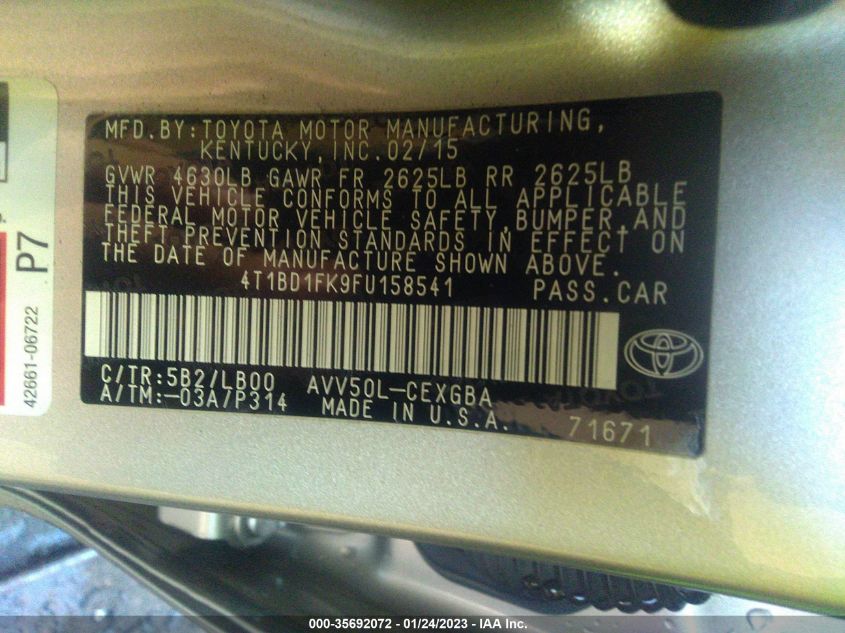 MFD.BY:TOYOTA MOTOR MANUFACTURING,
KENTUCKY,INC.02/15
GVWR 4630LB GAWR FR 2625LB RR 2625LB
THIS VEHICLE CONFORMS TO ALL APPLICABLE
FEDERAL MOTOR VEHICLE SAFETY,BUMPER,AND
THEFT PREVENTION STANDARDS IN EFFECT ON
THE DATE OF MANUFACTURE SHOWN ABOVE.
4T1BD1FK9FU158541 PASS.CAR
C/TR:5B2/LB00 AVV50L-CEXGBA
A/TM:-03A/P314 MADE IN U.S.A. 71671
P7
42661-06722
000-35692072 - 01/24/2023 - IAA Inc.